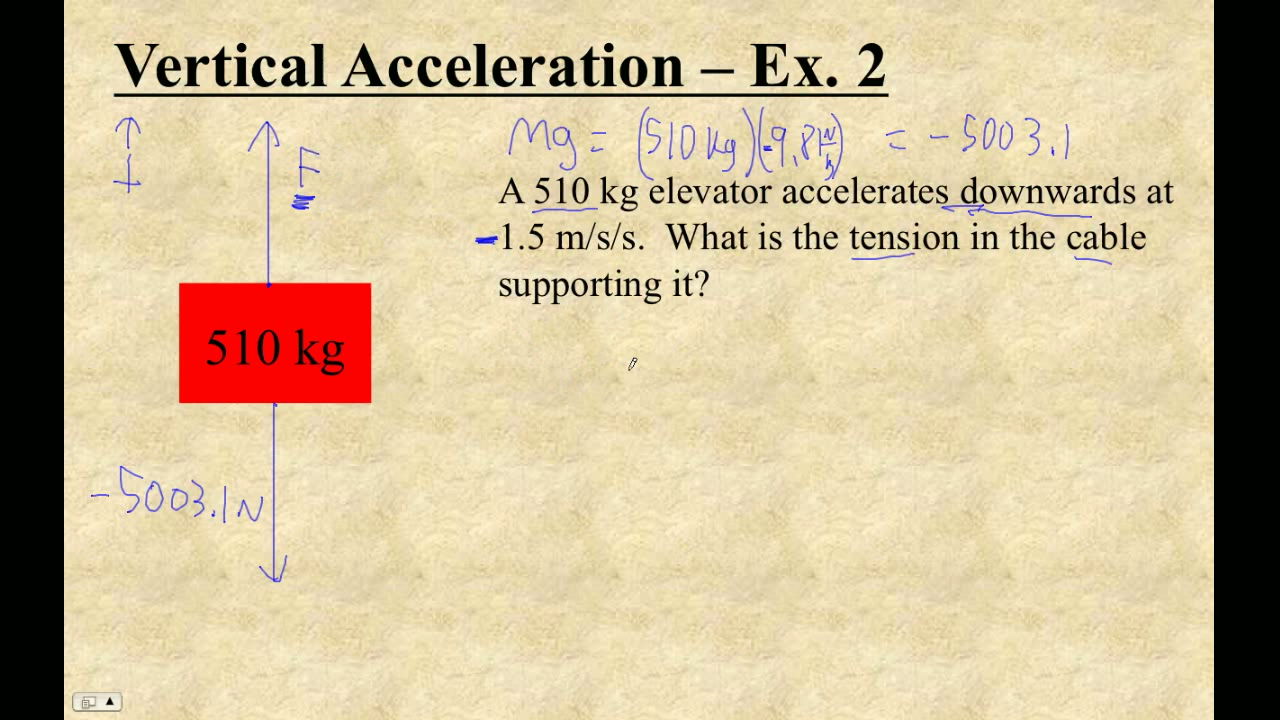 Vertical Acceleration – Ex. 2
Mg = (510 kg)(-9.81 N/kg) = -5003.1
A 510 kg elevator accelerates downwards at
-1.5 m/s/s. What is the tension in the cable
supporting it?
F
510 kg
-5003.1N